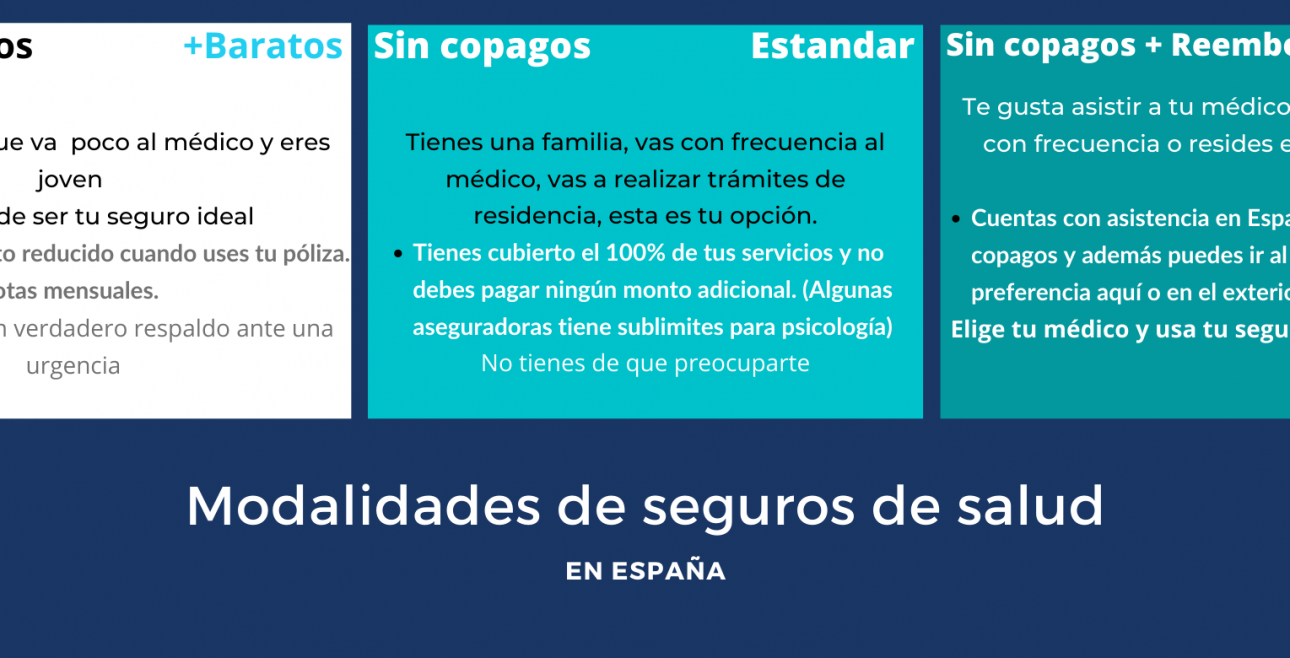 os +Baratos
ue va poco al médico y eres
joven
de ser tu seguro ideal
to reducido cuando uses tu póliza.
otas mensuales.
n verdadero respaldo ante una
urgencia
Sin copagos Estandar
Tienes una familia, vas con frecuencia al
médico, vas a realizar trámites de
residencia, esta es tu opción.
• Tienes cubierto el 100% de tus servicios y no
debes pagar ningún monto adicional. (Algunas
aseguradoras tiene sublimites para psicología)
No tienes de que preocuparte
Sin copagos + Reembo
Te gusta asistir a tu médico
con frecuencia o resides e
• Cuentas con asistencia en Espa
copagos y además puedes ir al
preferencia aquí o en el exterio
Elige tu médico y usa tu segu
Modalidades de seguros de salud
EN ESPAÑA